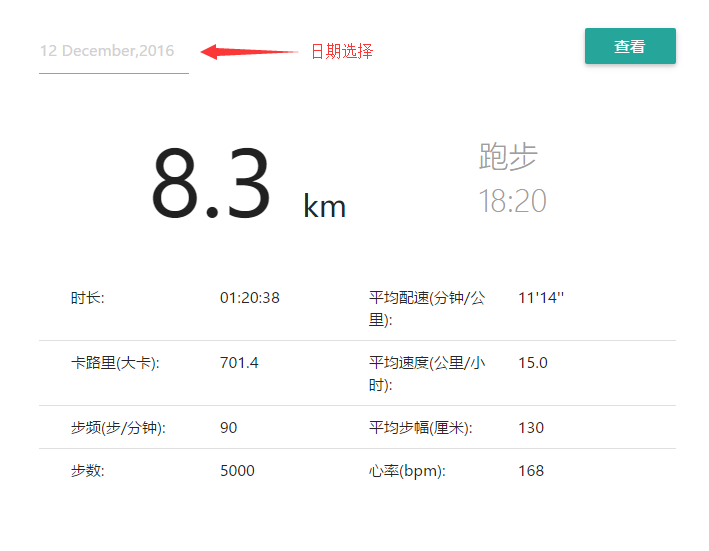 12 December,2016
日期选择
查看
8.3 km
跑步
18:20
时长: 01:20:38 平均配速(分钟/公
里): 11'14''
卡路里(大卡): 701.4 平均速度(公里/小
时): 15.0
步频(步/分钟): 90 平均步幅(厘米): 130
步数: 5000 心率(bpm): 168